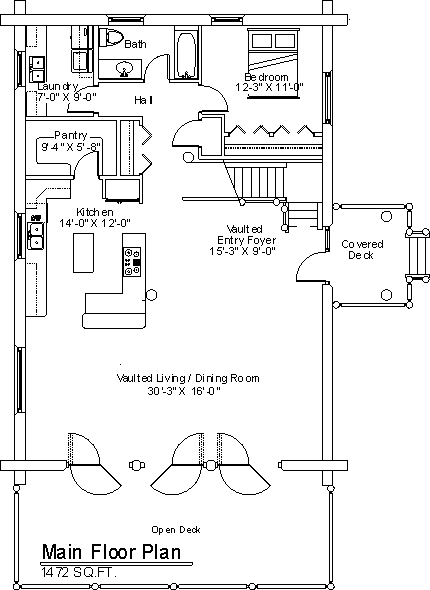 Bath
Laundry
7'-0" X 9'-0"
Bedroom
12'-3" X 11'-0"
Hall
Pantry
9' 4" X 5'-8"
Kitchen
14'-0" X 12'-0"
Vaulted
Entry Foyer
15'-3" X 9'-0"
Covered
Deck
Vaulted Living / Dining Room
30'-3" X 16'-0"
Open Deck
Main Floor Plan
1472 SQ.FT.